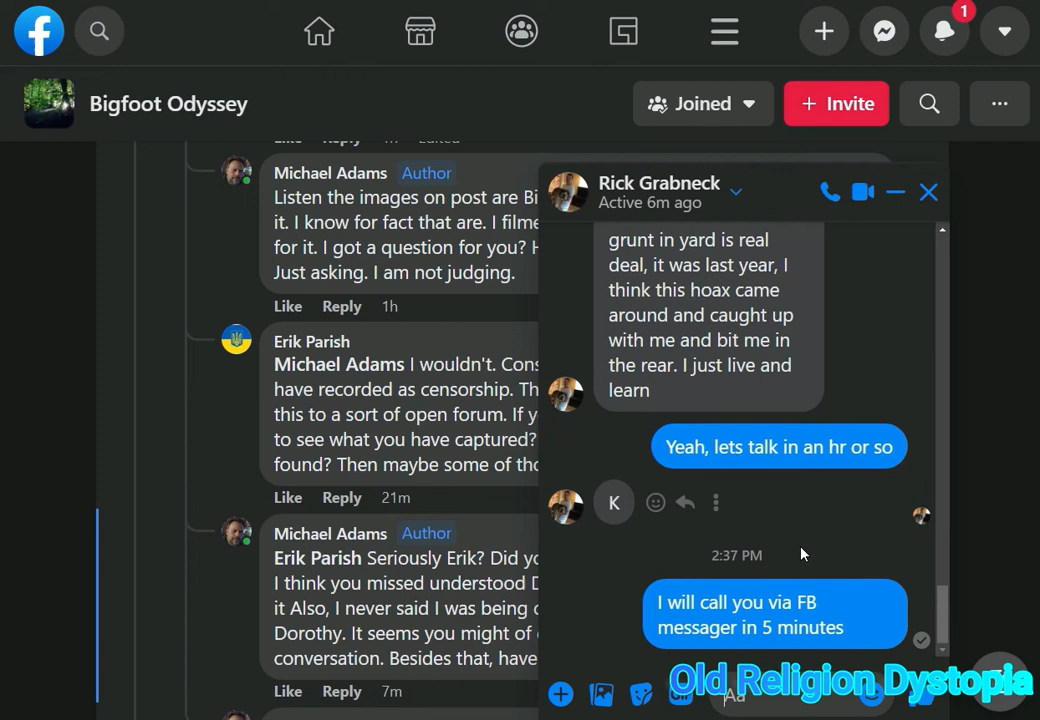 1
Bigfoot Odyssey
Joined
+ Invite
Michael Adams Author
Listen the images on post are Bi
it. I know for fact that are. I filme
for it. I got a question for you? H
Just asking. I am not judging.
Like Reply 1h
Erik Parish
Michael Adams I wouldn't. Cons
have recorded as censorship. Th
this to a sort of open forum. If y
to see what you have captured?
found? Then maybe some of tho
Like Reply 21m
Michael Adams Author
Erik Parish Seriously Erik? Did yo
I think you missed understood D
it Also, I never said I was being c
Dorothy. It seems you might of
conversation. Besides that, have
Like Reply 7m
Rick Grabneck
Active 6m ago
grunt in yard is real
deal, it was last year, I
think this hoax came
around and caught up
with me and bit me in
the rear. I just live and
learn
Yeah, lets talk in an hr or so
K
2:37 PM
I will call you via FB
messager in 5 minutes
Aa
Old Religion Dystopia